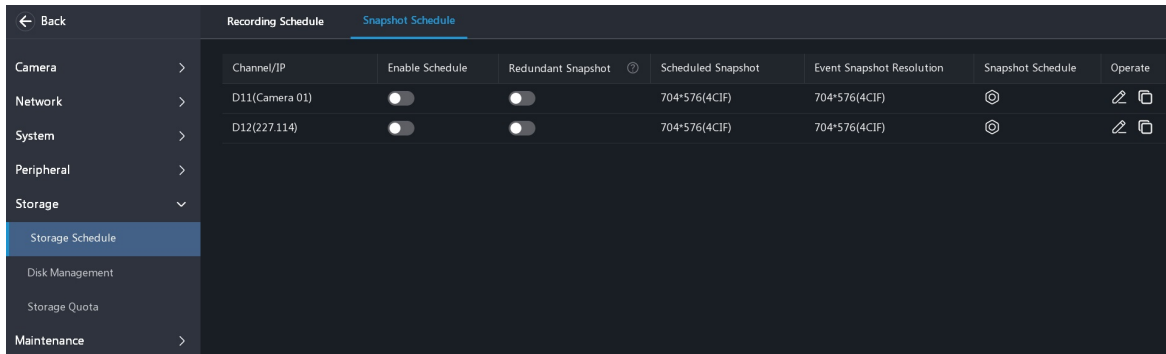 Back
Recording Schedule Snapshot Schedule
Camera
Network
System
Peripheral
Storage
Storage Schedule
Disk Management
Storage Quota
Maintenance
Channel/IP Enable Schedule Redundant Snapshot ? Scheduled Snapshot Event Snapshot Resolution Snapshot Schedule Operate
D11(Camera 01) 704*576(4CIF) 704*576(4CIF)
D12(227.114) 704*576(4CIF) 704*576(4CIF)